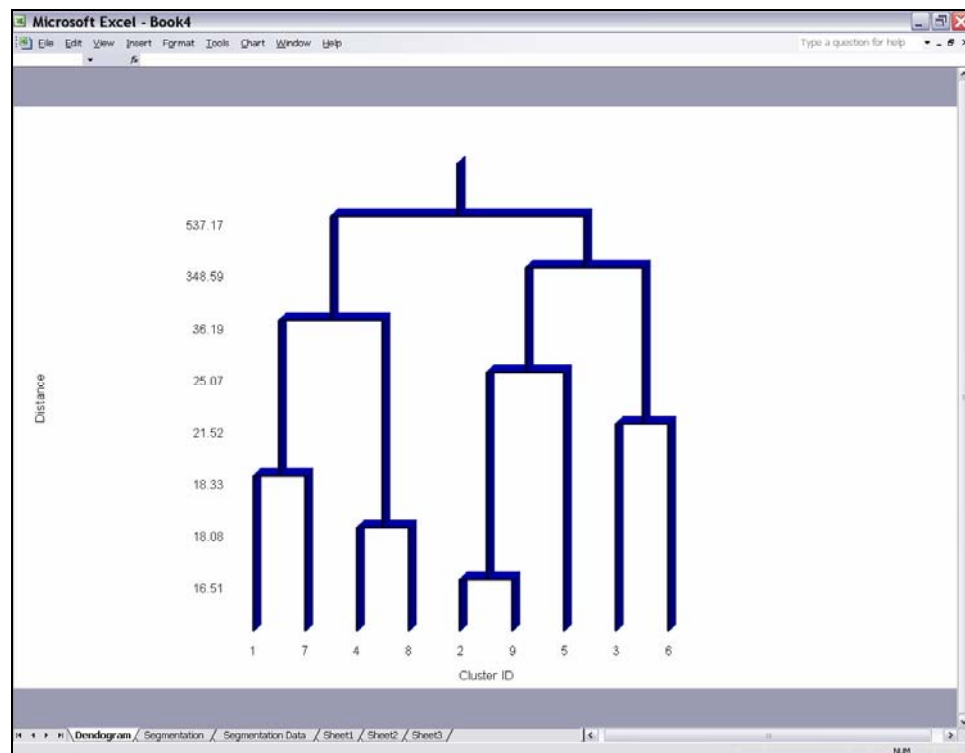 Microsoft Excel - Book4
File Edit View Insert Format Tools Chart Window Help Type a question for help
fx
537.17
348.59
36.19
25.07
21.52
18.33
18.08
16.51
Distance
1 7 4 8 2 9 5 3 6
Cluster ID
Dendogram Segmentation Segmentation Data Sheet1 Sheet2 Sheet3
NUM